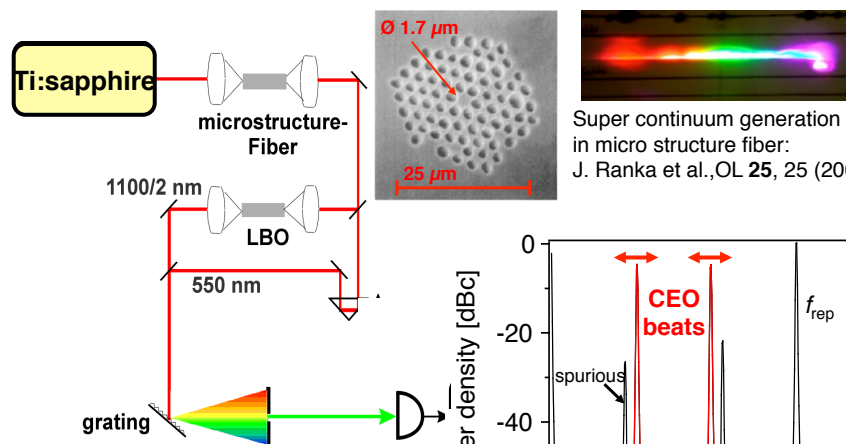 Ti:sapphire
microstructure-
Fiber
Ø 1.7 µm
25 µm
Super continuum generation
in micro structure fiber:
J. Ranka et al.,OL 25, 25
1100/2 nm
LBO
550 nm
grating
density [dBc]
0
-20
-40
CEO
beats
f rep
spurious